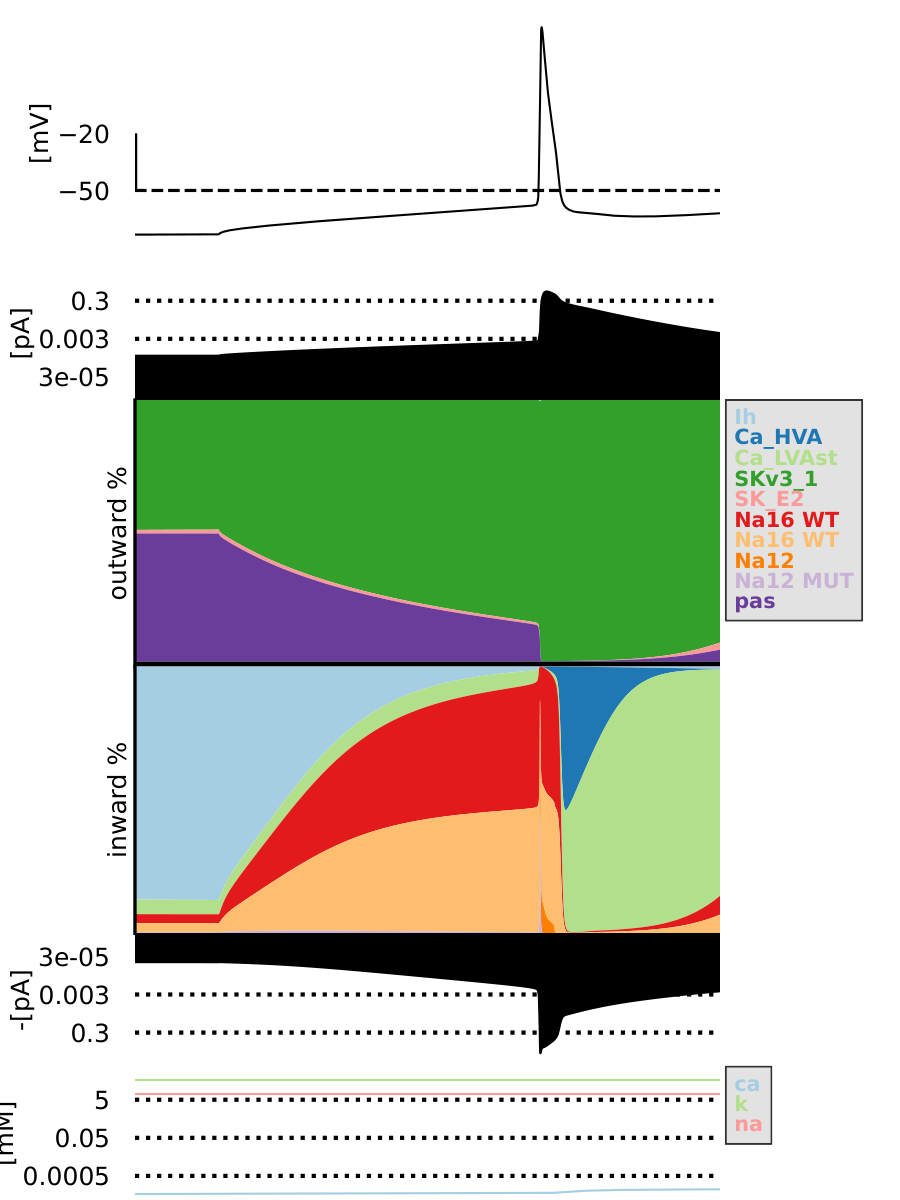 [mV]
−20
−50
[pA]
0.3
0.003
3e-05
outward %
Ih
Ca_HVA
Ca_LVAst
SKv3_1
SK_E2
Na16 WT
Na16 WT
Na12
Na12 MUT
pas
inward %
-[pA]
3e-05
0.003
0.3
[mM]
5
0.05
0.0005
ca
k
na